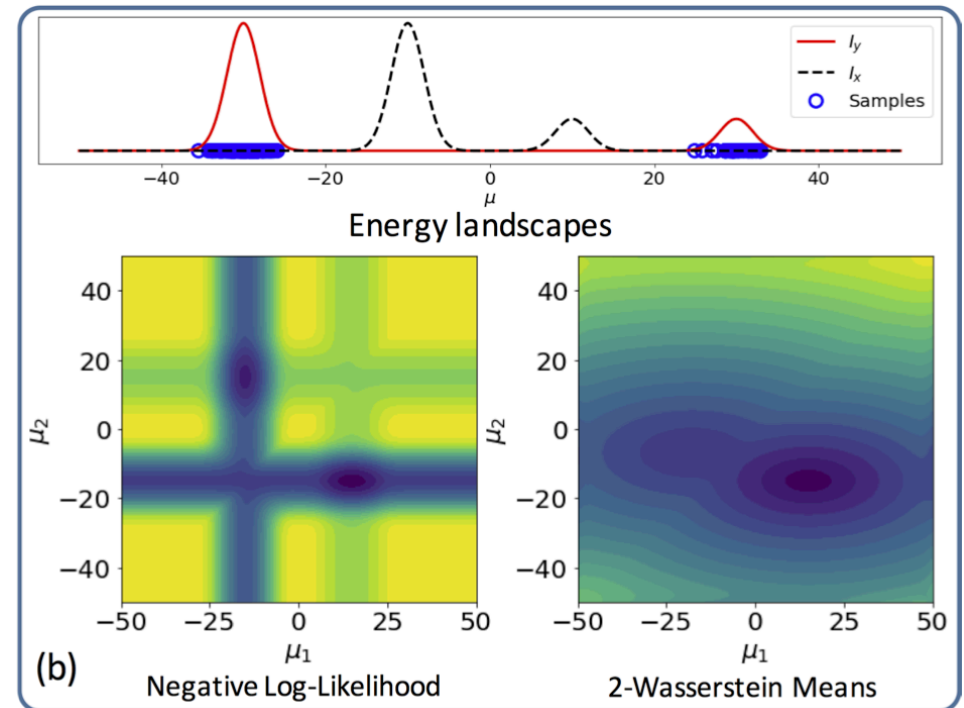 I_y
I_x
Samples
−40 −20 0 20 40
μ
Energy landscapes
40
20
0
−20
−40
μ₂
−50 −25 0 25 50
μ₁
40
20
0
−20
−40
μ₂
−50 −25 0 25 50
μ₁
(b)
Negative Log-Likelihood
2-Wasserstein Means